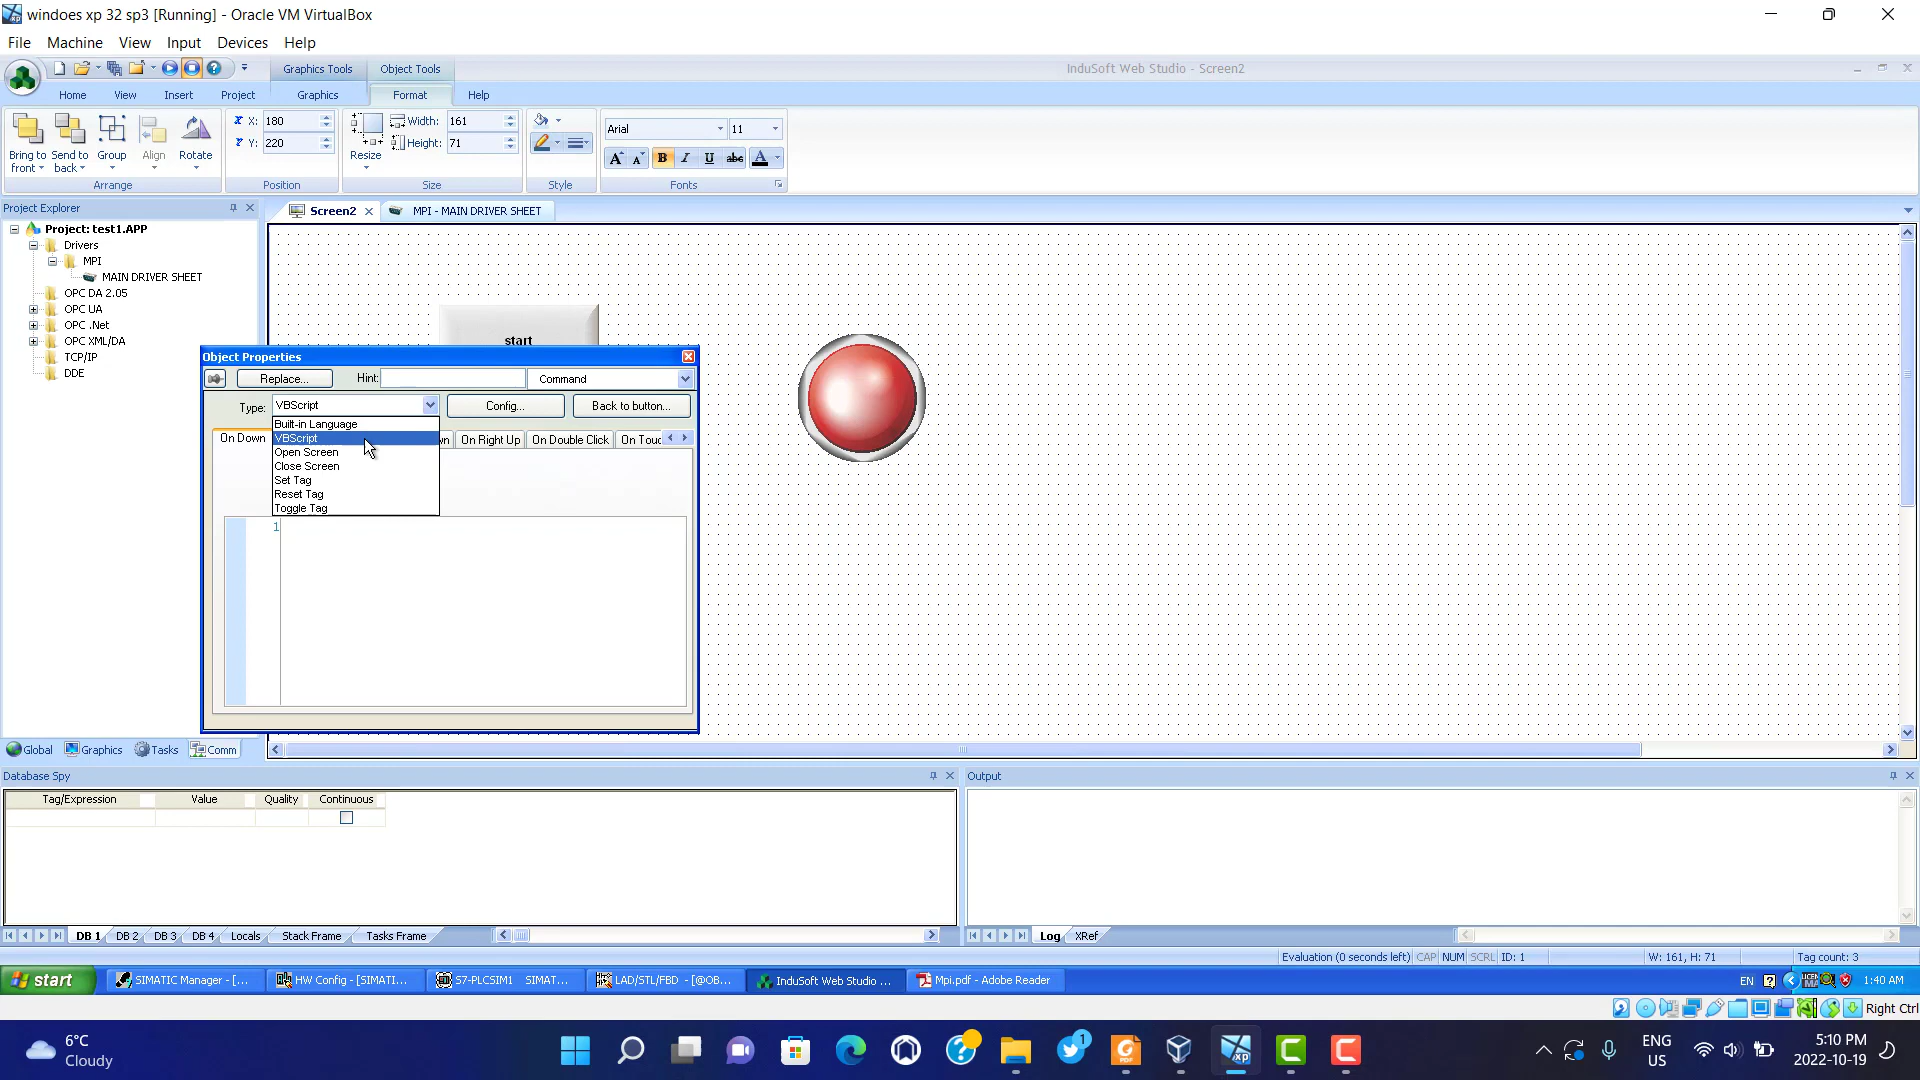 windoes xp 32 sp3 [Running] - Oracle VM VirtualBox
File Machine View Input Devices Help
Graphics Tools Object Tools
InduSoft Web Studio - Screen2
Home View Insert Project Graphics Format Help
X: 180 Width: 161 Arial 11
Y: 220 Height: 71
Bring to front Send to back Group Align Rotate Resize
Arrange Position Size Style Fonts
Project Explorer
Screen2 MPI - MAIN DRIVER SHEET
Project: test1.APP
Drivers
MPI
MAIN DRIVER SHEET
OPC DA 2.05
OPC UA
OPC .Net
OPC XML/DA
TCP/IP
DDE
start
Object Properties
Replace... Hint: Command
Type: VBScript Config... Back to button...
Built-in Language
VBScript
Open Screen
Close Screen
Set Tag
Reset Tag
Toggle Tag
On Down On Right Up On Double Click On Touc
1
Global Graphics Tasks Comm
Database Spy
Output
Tag/Expression Value Quality Continuous
DB 1 DB 2 DB 3 DB 4 Locals Stack Frame Tasks Frame
Log XRef
Evaluation (0 seconds left) CAP NUM SCRL ID: 1 W: 161, H: 71 Tag count: 3
start SIMATIC Manager - [... HW Config - [SIMATI... S7-PLCSIM1 SIMAT... LAD/STL/FBD - [@OB... InduSoft Web Studio ... Mpi.pdf - Adobe Reader EN 1:40 AM
Right Ctrl
6°C
Cloudy
1
ENG
US
5:10 PM
2022-10-19